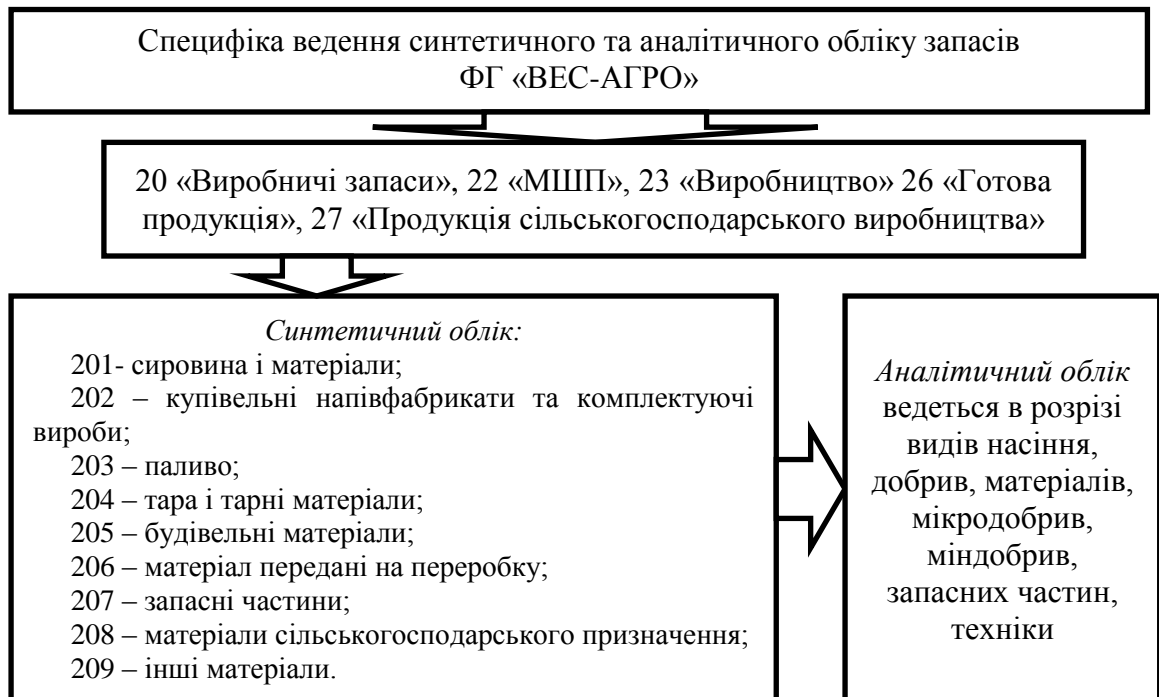 Специфіка ведення синтетичного та аналітичного обліку запасів
ФГ «ВЕС-АГРО»
20 «Виробничі запаси», 22 «МШП», 23 «Виробництво» 26 «Готова
продукція», 27 «Продукція сільськогосподарського виробництва»
Синтетичний облік:
201- сировина і матеріали;
202 – купівельні напівфабрикати та комплектуючі
вироби;
203 – паливо;
204 – тара і тарні матеріали;
205 – будівельні матеріали;
206 – матеріал передані на переробку;
207 – запасні частини;
208 – матеріали сільськогосподарського призначення;
209 – інші матеріали.
Аналітичний облік
ведеться в розрізі
видів насіння,
добрив, матеріалів,
мікродобрив,
міндобрив,
запасних частин,
техніки